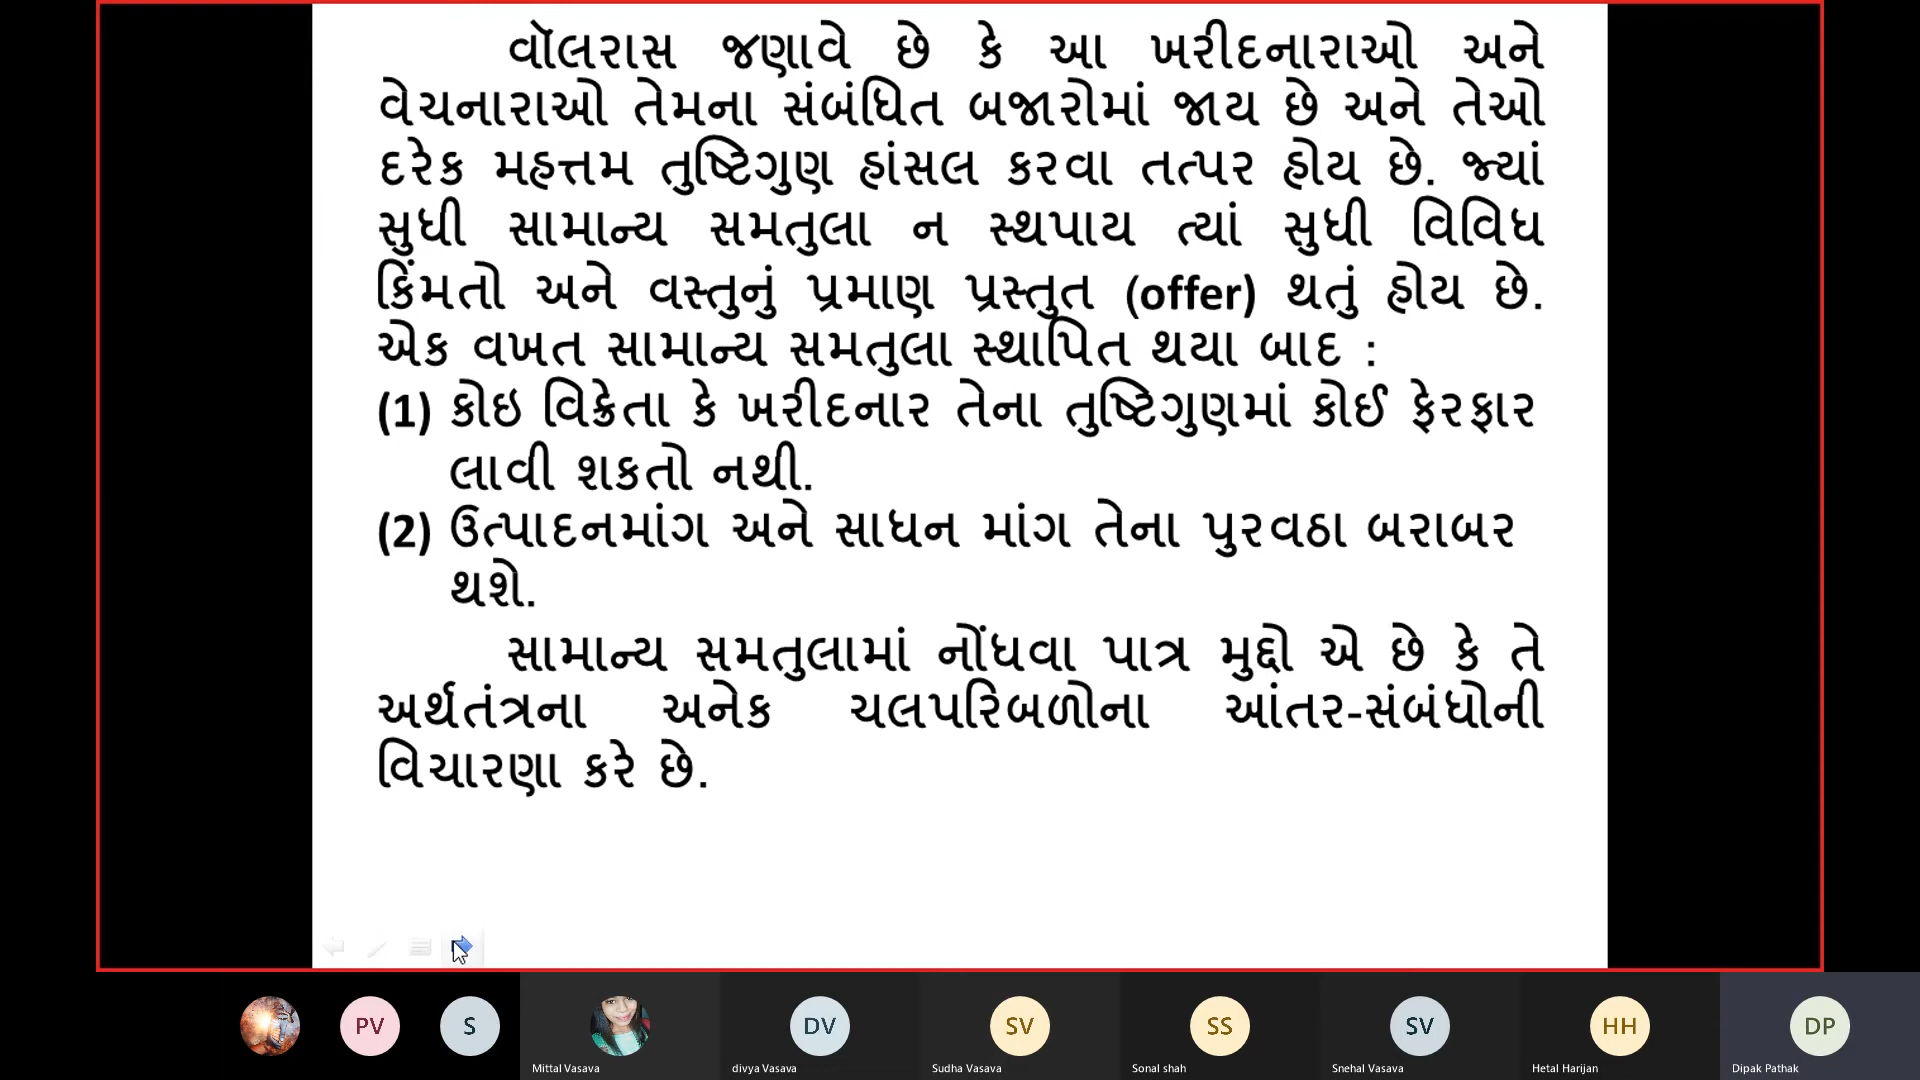 વૉલરાસ જણાવે છે કે આ ખરીદનારાઓ અને
વેચનારાઓ તેમના સંબંધિત બજારોમાં જાય છે અને તેઓ
દરેક મહત્તમ તુષ્ટિગુણ હાંસલ કરવા તત્પર હોય છે. જ્યાં
સુધી સામાન્ય સમતુલા ન સ્થપાય ત્યાં સુધી વિવિધ
કિંમતો અને વસ્તુનું પ્રમાણ પ્રસ્તુત (offer) થતું હોય છે.
એક વખત સામાન્ય સમતુલા સ્થાપિત થયા બાદ :
(1) કોઇ વિક્રેતા કે ખરીદનાર તેના તુષ્ટિગુણમાં કોઈ ફેરફાર
લાવી શકતો નથી.
(2) ઉત્પાદનમાંગ અને સાધન માંગ તેના પુરવઠા બરાબર
થશે.
સામાન્ય સમતુલામાં નોંધવા પાત્ર મુદ્દો એ છે કે તે
અર્થતંત્રના અનેક ચલપરિબળોના આંતર-સંબંધોની
વિચારણા કરે છે.
PV S DV SV SS SV HH DP
Mittal Vasava divya Vasava Sudha Vasava Sonal shah Snehal Vasava Hetal Harijan Dipak Pathak